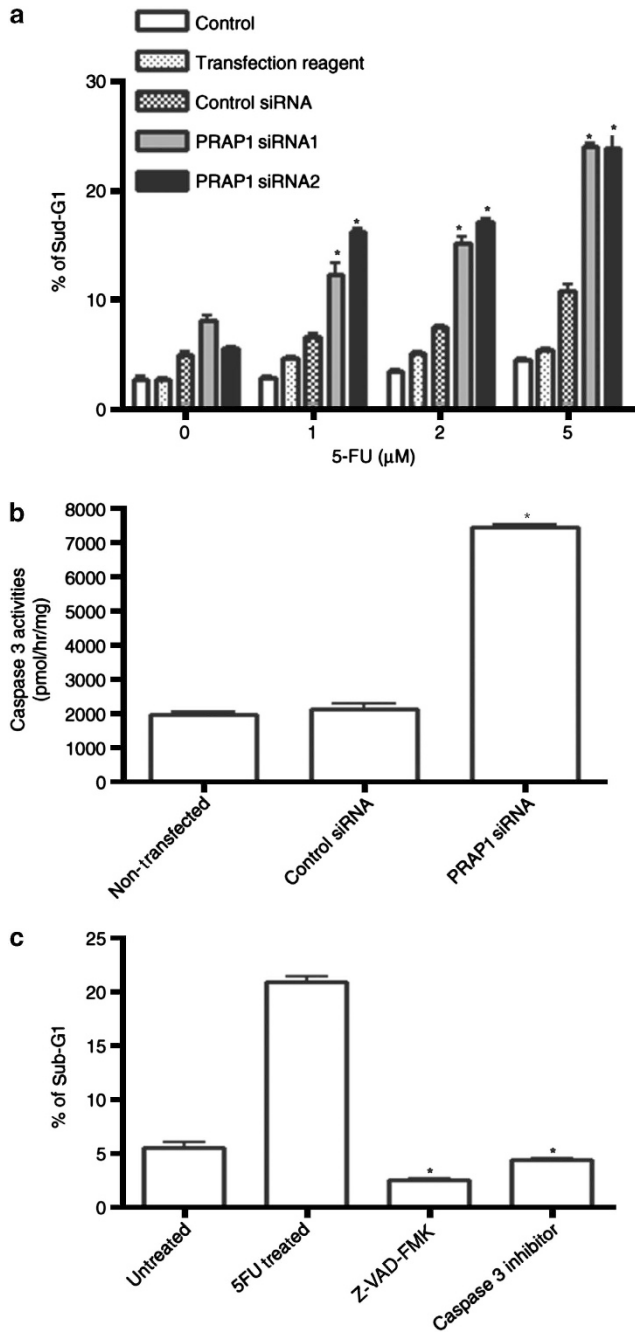 a
Control
Transfection reagent
Control siRNA
PRAP1 siRNA1
PRAP1 siRNA2
% of Sud-G1
30
20
10
0
* * * * * *
0 1 2 5
5-FU (μM)
b
Caspase 3 activities
(pmol/hr/mg)
8000
7000
6000
5000
4000
3000
2000
1000
0
*
Non-transfected
Control siRNA
PRAP1 siRNA
c
% of Sub-G1
25
20
15
10
5
0
* *
Untreated
5FU treated
Z-VAD-FMK
Caspase 3 inhibitor